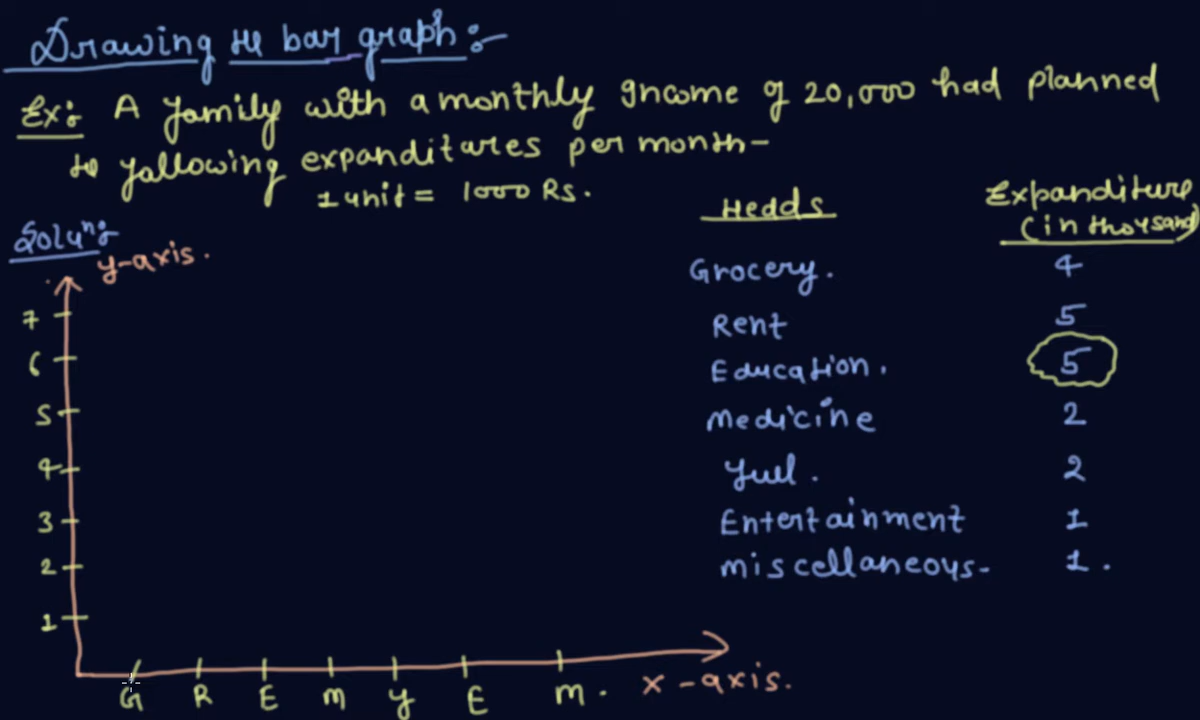 Drawing the bar graph:-
Ex: A family with a monthly income of 20,000 had planned
the following expanditures per month-
1 unit = 1000 Rs.
Hedds
Expanditure
(in thousand)
y-axis.
Grocery. 4
Rent 5
Education. 5
Medicine 2
Fuel. 2
Entertainment 1
miscellaneous- 1.
7
6
5
4
3
2
1
G R E m F E m.
x-axis.